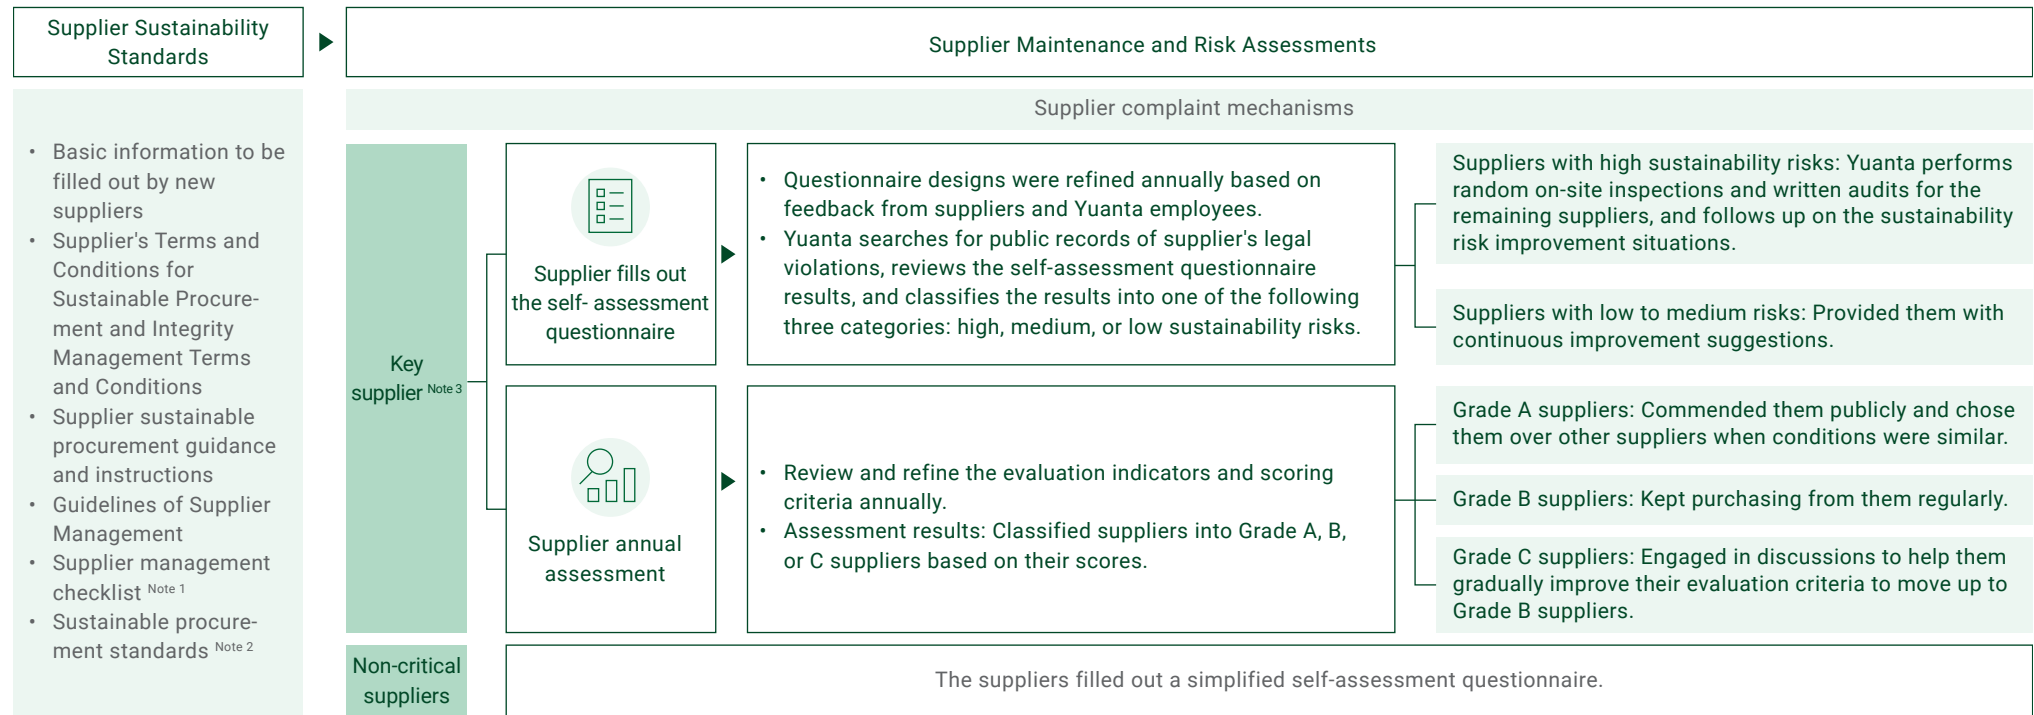 Supplier Sustainability
Standards
Supplier Maintenance and Risk Assessments
• Basic information to be
filled out by new
suppliers
• Supplier's Terms and
Conditions for
Sustainable Procure-
ment and Integrity
Management Terms
and Conditions
• Supplier sustainable
procurement guidance
and instructions
• Guidelines of Supplier
Management
• Supplier management
checklist Note 1
• Sustainable procure-
ment standards Note 2
Supplier complaint mechanisms
Key
supplier Note 3
Supplier fills out
the self- assessment
questionnaire
• Questionnaire designs were refined annually based on
feedback from suppliers and Yuanta employees.
• Yuanta searches for public records of supplier's legal
violations, reviews the self-assessment questionnaire
results, and classifies the results into one of the following
three categories: high, medium, or low sustainability risks.
Suppliers with high sustainability risks: Yuanta performs
random on-site inspections and written audits for the
remaining suppliers, and follows up on the sustainability
risk improvement situations.
Suppliers with low to medium risks: Provided them with
continuous improvement suggestions.
Supplier annual
assessment
• Review and refine the evaluation indicators and scoring
criteria annually.
• Assessment results: Classified suppliers into Grade A, B,
or C suppliers based on their scores.
Grade A suppliers: Commended them publicly and chose
them over other suppliers when conditions were similar.
Grade B suppliers: Kept purchasing from them regularly.
Grade C suppliers: Engaged in discussions to help them
gradually improve their evaluation criteria to move up to
Grade B suppliers.
Non-critical
suppliers
The suppliers filled out a simplified self-assessment questionnaire.